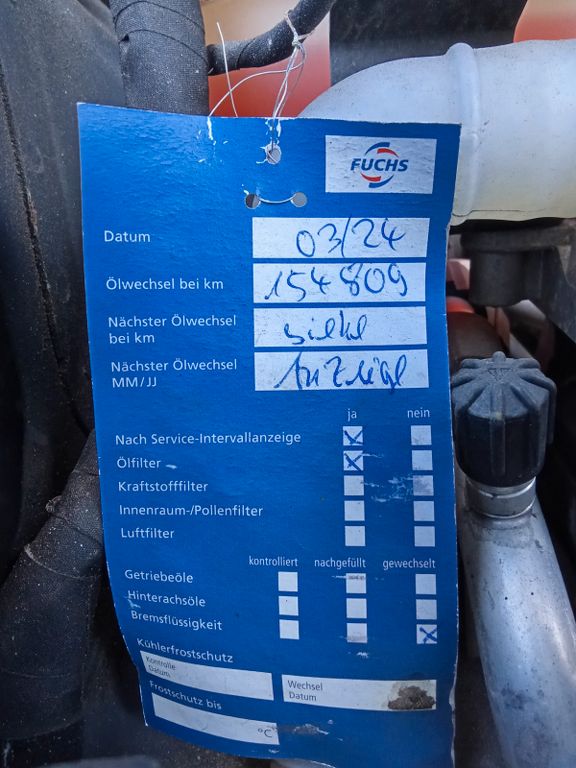 FUCHS
Datum 03/24
Ölwechsel bei km 154809
Nächster Ölwechsel
bei km siehe
Nächster Ölwechsel
MM/JJ Anzeige
ja nein
Nach Service-Intervallanzeige
Ölfilter
Kraftstofffilter
Innenraum-/Pollenfilter
Luftfilter
kontrolliert nachgefüllt gewechselt
Getriebeöle
Hinterachsöle
Bremsflüssigkeit
Kühlerfrostschutz
Kontrolle
Datum
Wechsel
Datum
Frostschutz bis
°C